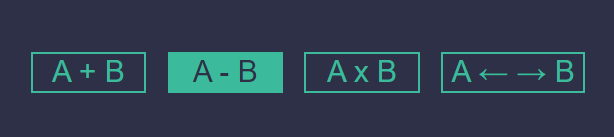 A + B A - B A x B A ← → B